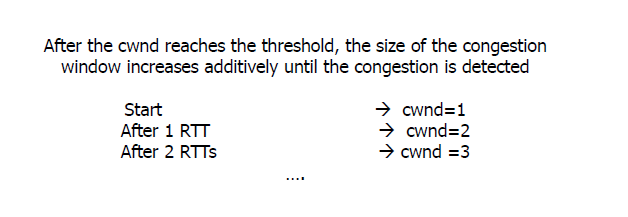 After the cwnd reaches the threshold, the size of the congestion
window increases additively until the congestion is detected
Start → cwnd=1
After 1 RTT → cwnd=2
After 2 RTTs → cwnd =3
....